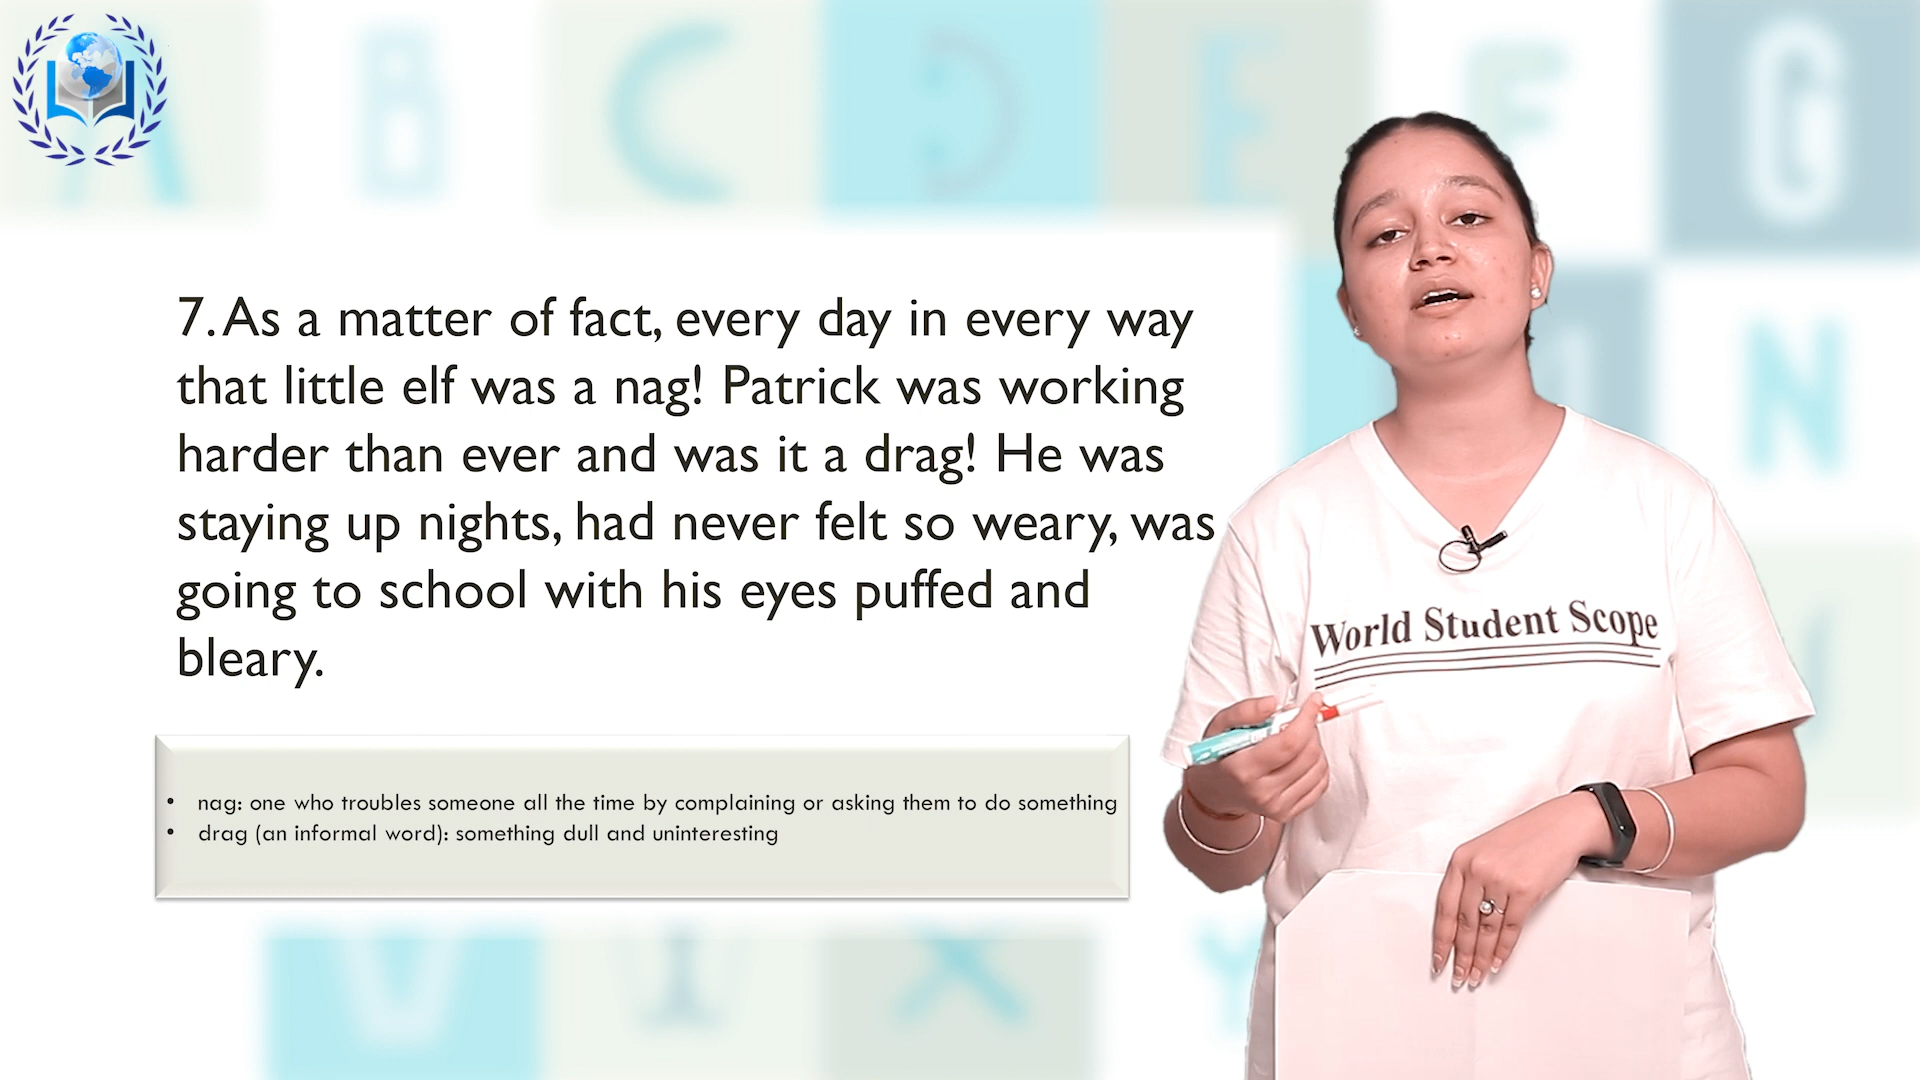 A B C D E F G
7. As a matter of fact, every day in every way
that little elf was a nag! Patrick was working
harder than ever and was it a drag! He was
staying up nights, had never felt so weary, was
going to school with his eyes puffed and
bleary.
• nag: one who troubles someone all the time by complaining or asking them to do something
• drag (an informal word): something dull and uninteresting
World Student Scope
N
V X Y